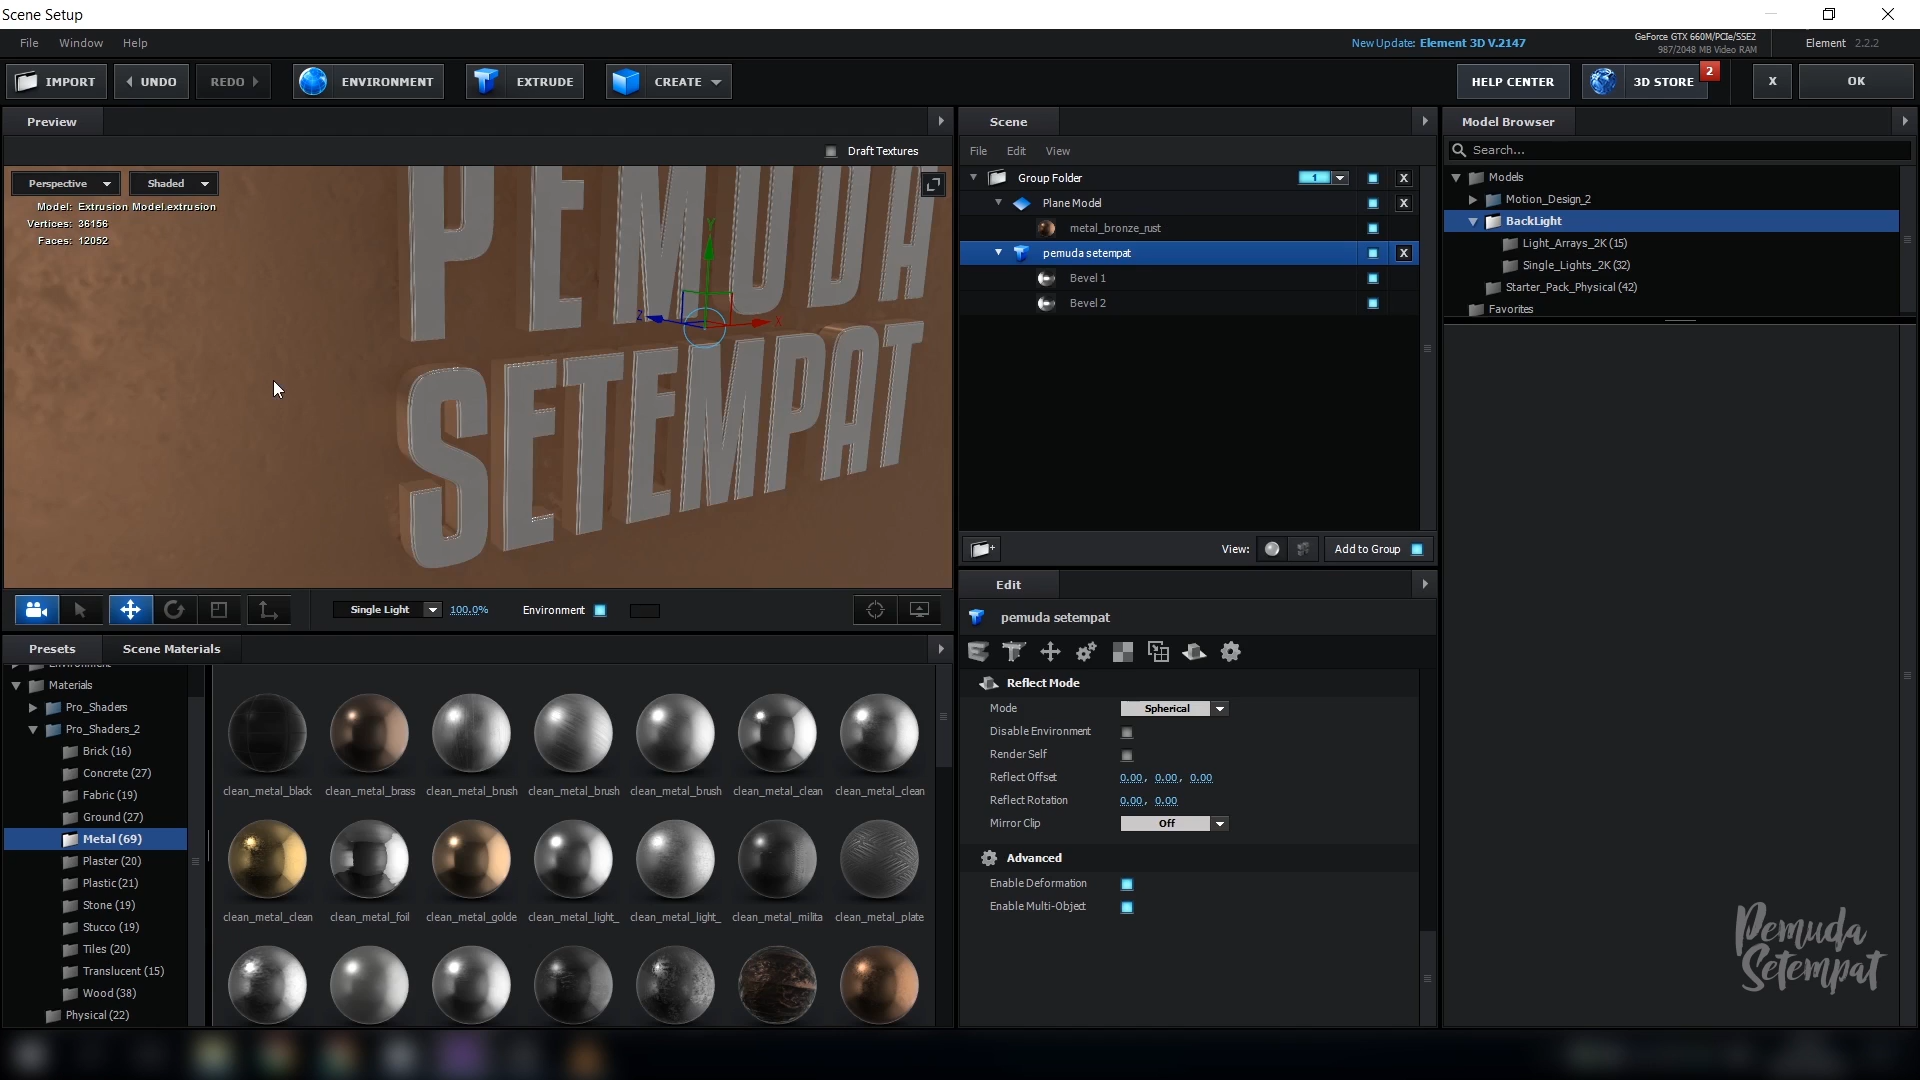 Scene Setup
File Window Help
New Update: Element 3D V.2147
GeForce GTX 660M/PCIe/SSE2
987/2048 MB Video RAM
Element 2.2.2
IMPORT UNDO REDO ENVIRONMENT EXTRUDE CREATE HELP CENTER 3D STORE 2 X OK
Preview
Draft Textures
Perspective Shaded
Model: Extrusion Model.extrusion
Vertices: 36156
Faces: 12052
PEMUDA
SETEMPAT
Y
Z
X
Single Light 100.0% Environment
Scene
File Edit View
Group Folder 1 X
Plane Model X
metal_bronze_rust
pemuda setempat X
Bevel 1
Bevel 2
View: Add to Group
Model Browser
Search...
Models
Motion_Design_2
BackLight
Light_Arrays_2K (15)
Single_Lights_2K (32)
Starter_Pack_Physical (42)
Favorites
Presets Scene Materials
Environment
Materials
Pro_Shaders
Pro_Shaders_2
Brick (16)
Concrete (27)
Fabric (19)
Ground (27)
Metal (69)
Plaster (20)
Plastic (21)
Stone (19)
Stucco (19)
Tiles (20)
Translucent (15)
Wood (38)
Physical (22)
clean_metal_black clean_metal_brass clean_metal_brush clean_metal_brush clean_metal_brush clean_metal_clean clean_metal_clean
clean_metal_clean clean_metal_foil clean_metal_golde clean_metal_light_ clean_metal_light_ clean_metal_milita clean_metal_plate
Edit
pemuda setempat
Reflect Mode
Mode Spherical
Disable Environment
Render Self
Reflect Offset 0.00, 0.00, 0.00
Reflect Rotation 0.00, 0.00
Mirror Clip Off
Advanced
Enable Deformation
Enable Multi-Object
Pemuda
Setempat